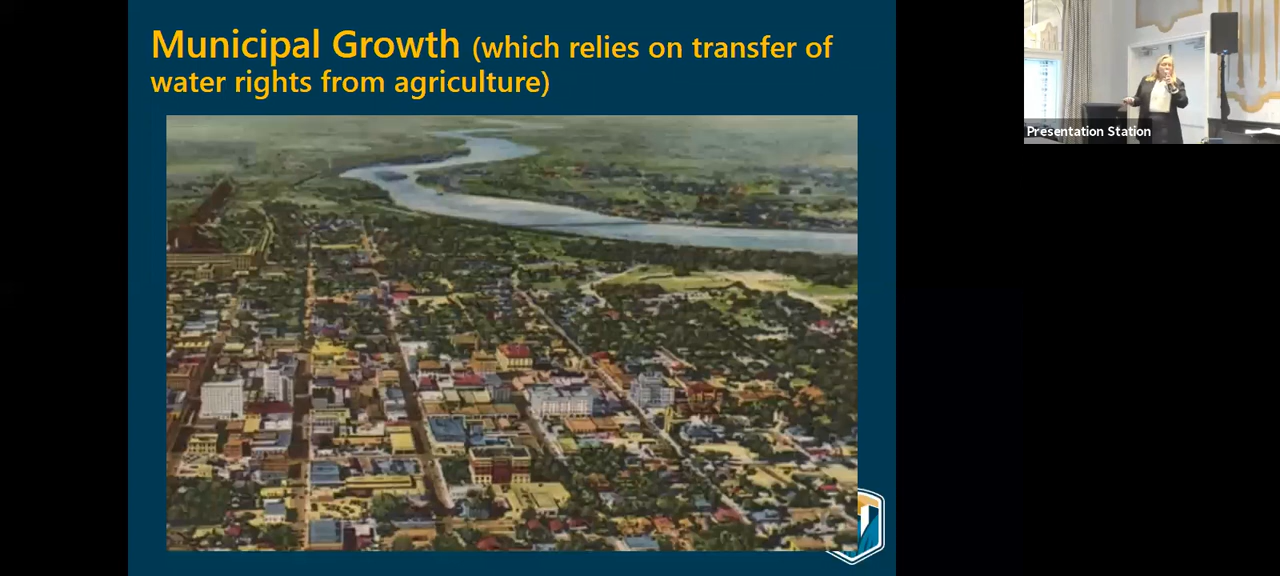 Municipal Growth (which relies on transfer of
water rights from agriculture)
Presentation Station